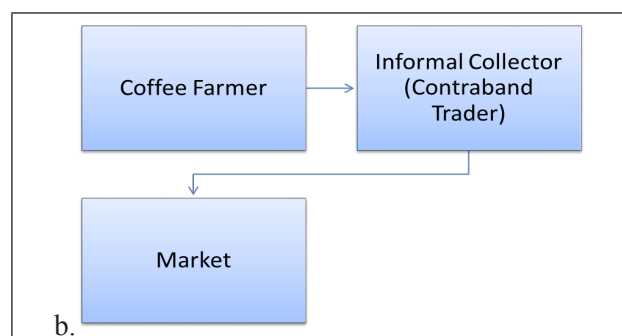 Coffee Farmer
Informal Collector
(Contraband
Trader)
Market
b.